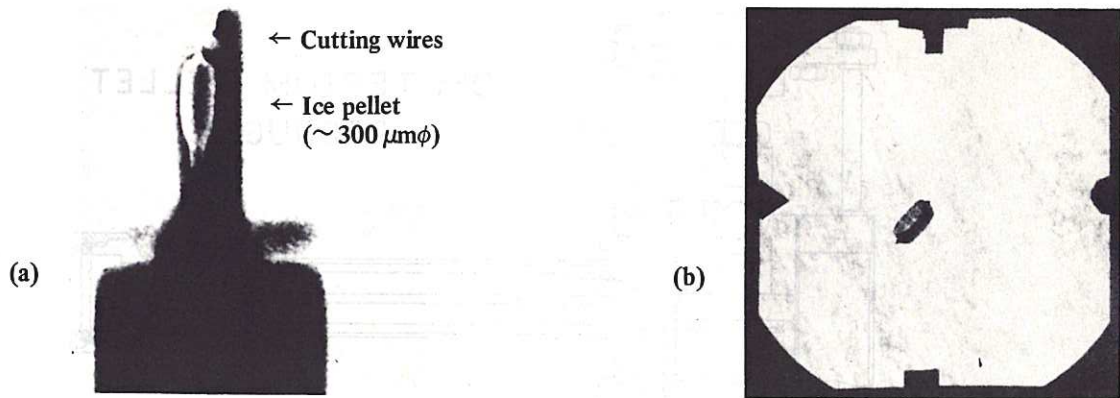 ← Cutting wires
← Ice pellet
(~ 300 μmφ)
(a)
(b)